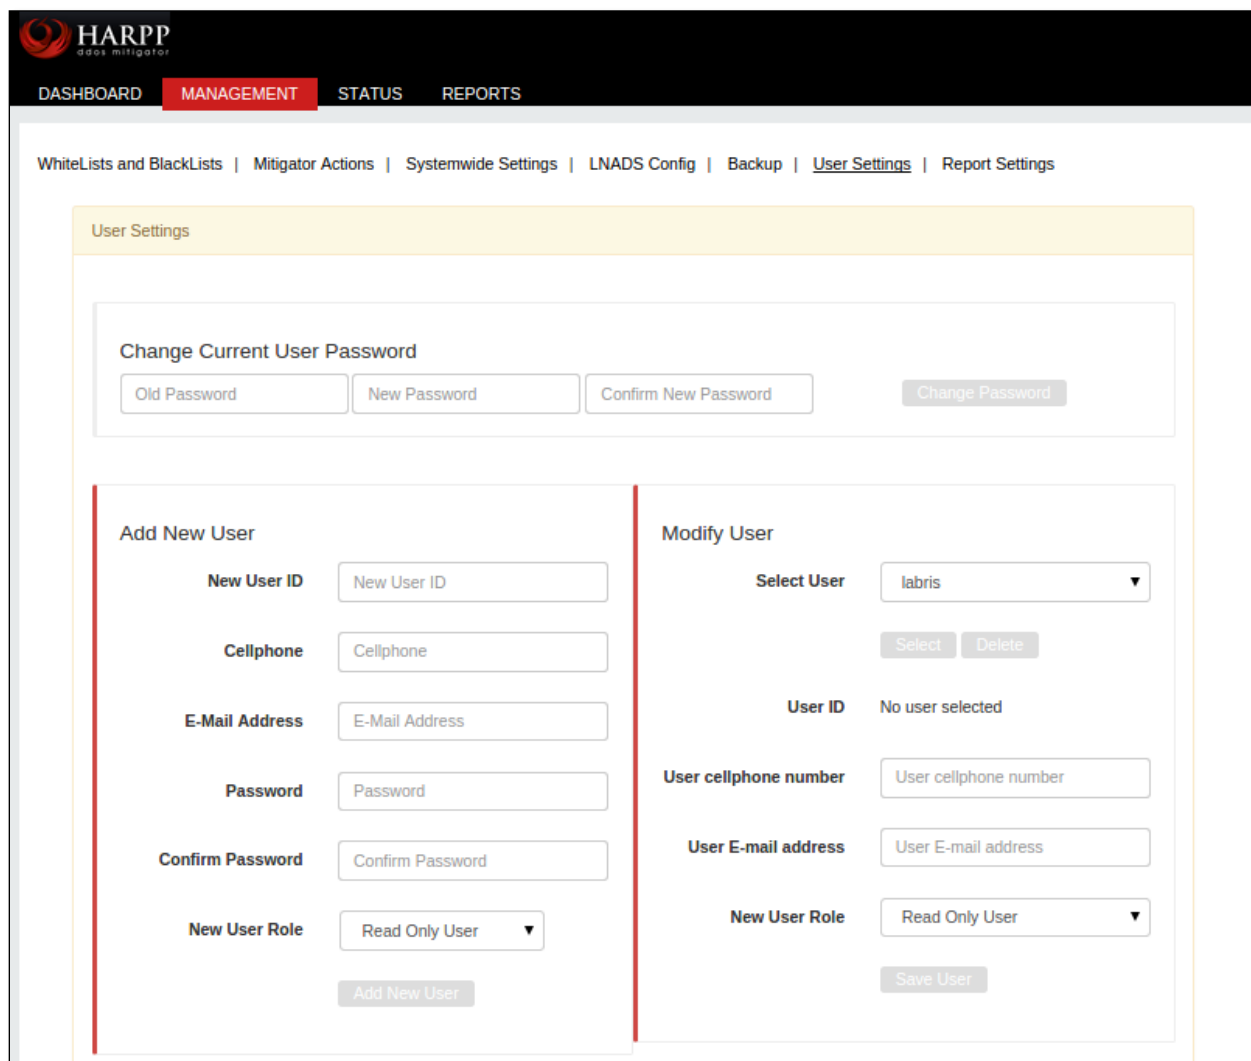 HARPP
ddos mitigator
DASHBOARD MANAGEMENT STATUS REPORTS
WhiteLists and BlackLists | Mitigator Actions | Systemwide Settings | LNADS Config | Backup | User Settings | Report Settings
User Settings
Change Current User Password
Old Password New Password Confirm New Password Change Password
Add New User
New User ID New User ID
Cellphone Cellphone
E-Mail Address E-Mail Address
Password Password
Confirm Password Confirm Password
New User Role Read Only User
Add New User
Modify User
Select User labris
Select Delete
User ID No user selected
User cellphone number User cellphone number
User E-mail address User E-mail address
New User Role Read Only User
Save User